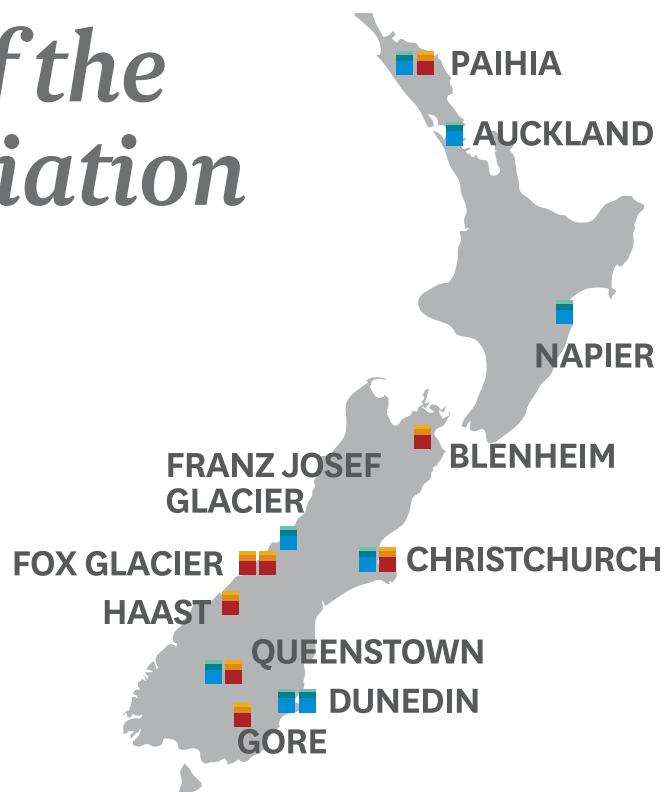 f the
iation
PAIHIA
AUCKLAND
NAPIER
BLENHEIM
FRANZ JOSEF
GLACIER
FOX GLACIER
CHRISTCHURCH
HAAST
QUEENSTOWN
DUNEDIN
GORE